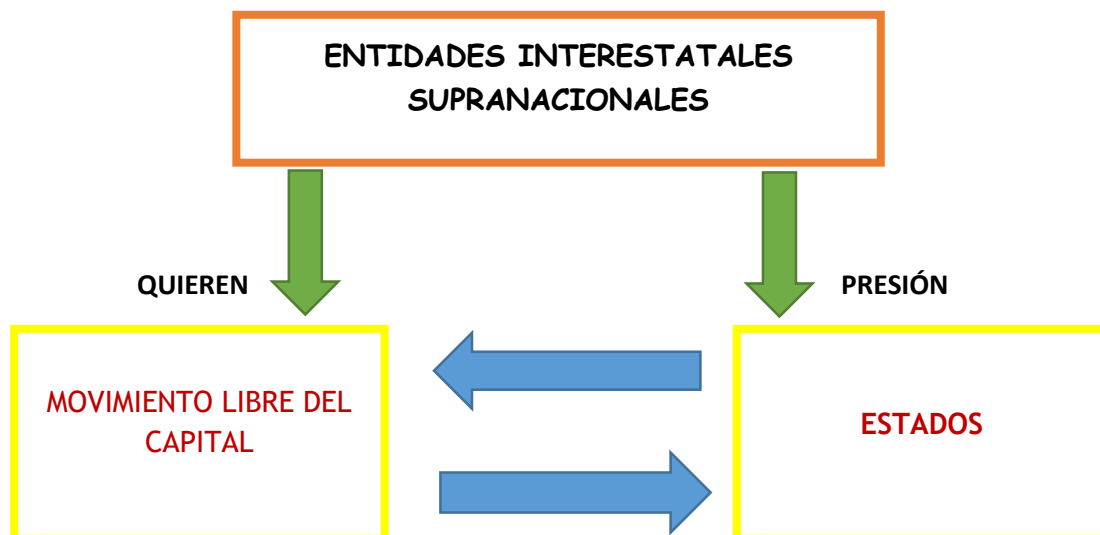 ENTIDADES INTERESTATALES
SUPRANACIONALES
QUIEREN
PRESIÓN
MOVIMIENTO LIBRE DEL
CAPITAL
ESTADOS